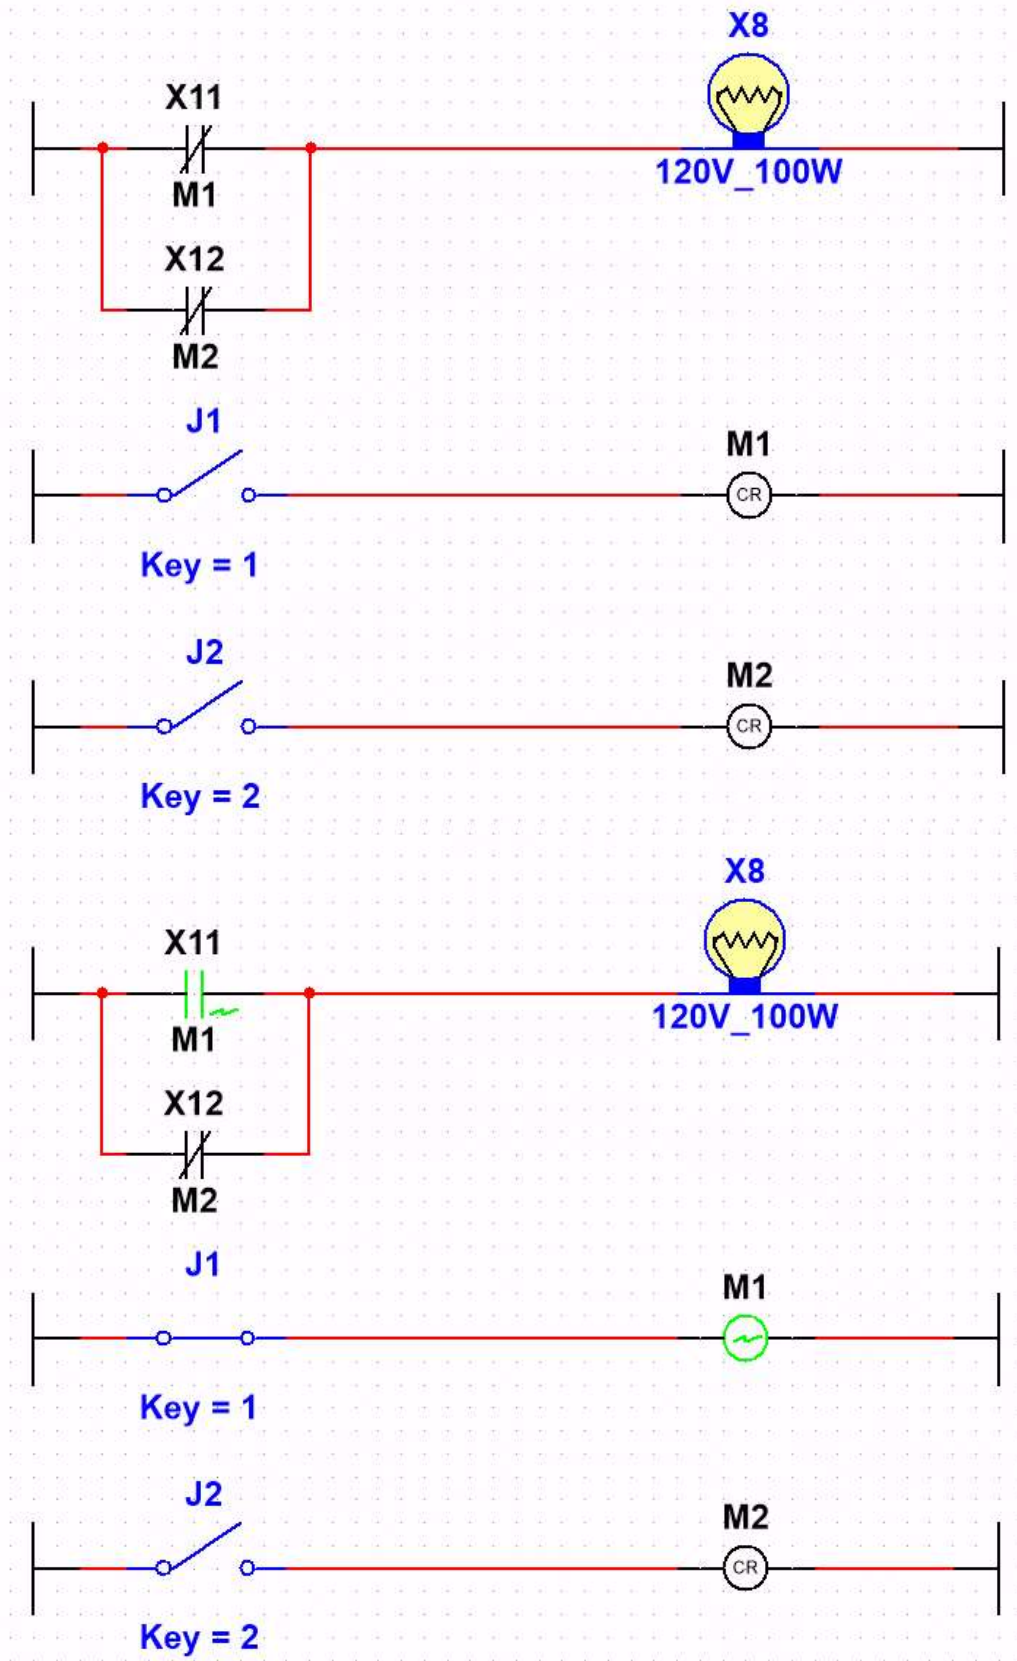 X8
X11
120V_100W
M1
X12
M2
J1
M1
CR
Key = 1
J2
M2
CR
Key = 2
X8
X11
120V_100W
M1
X12
M2
J1
M1
Key = 1
J2
M2
CR
Key = 2